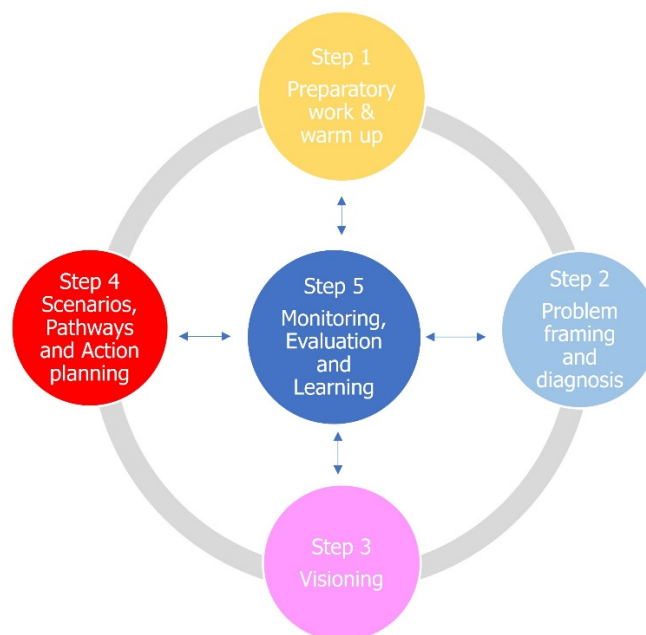 Step 1
Preparatory
work &
warm up
Step 2
Problem
framing
and
diagnosis
Step 3
Visioning
Step 4
Scenarios,
Pathways
and Action
planning
Step 5
Monitoring,
Evaluation
and
Learning